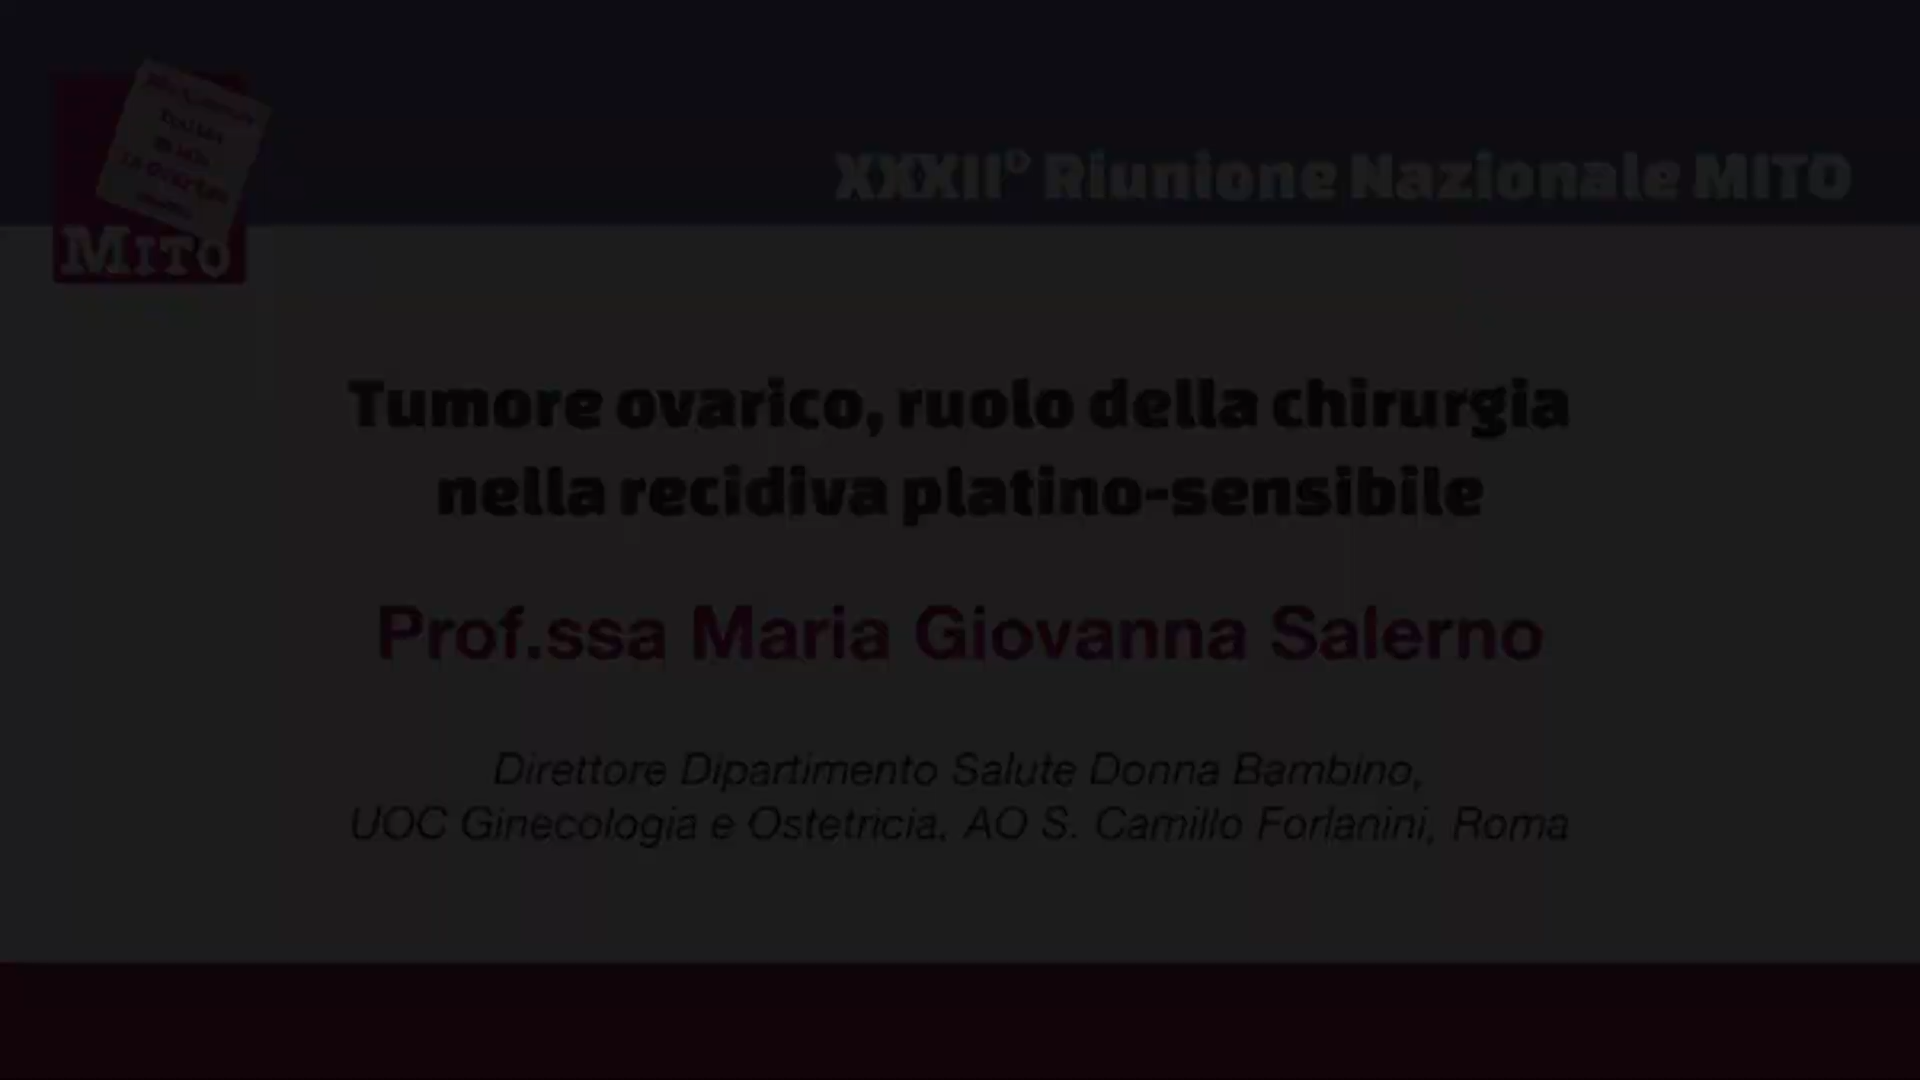 XXXII° Riunione Nazionale MITO
MITO
Tumore ovarico, ruolo della chirurgia
nella recidiva platino-sensibile
Prof.ssa Maria Giovanna Salerno
Direttore Dipartimento Salute Donna Bambino,
UOC Ginecologia e Ostetricia, AO S. Camillo Forlanini, Roma